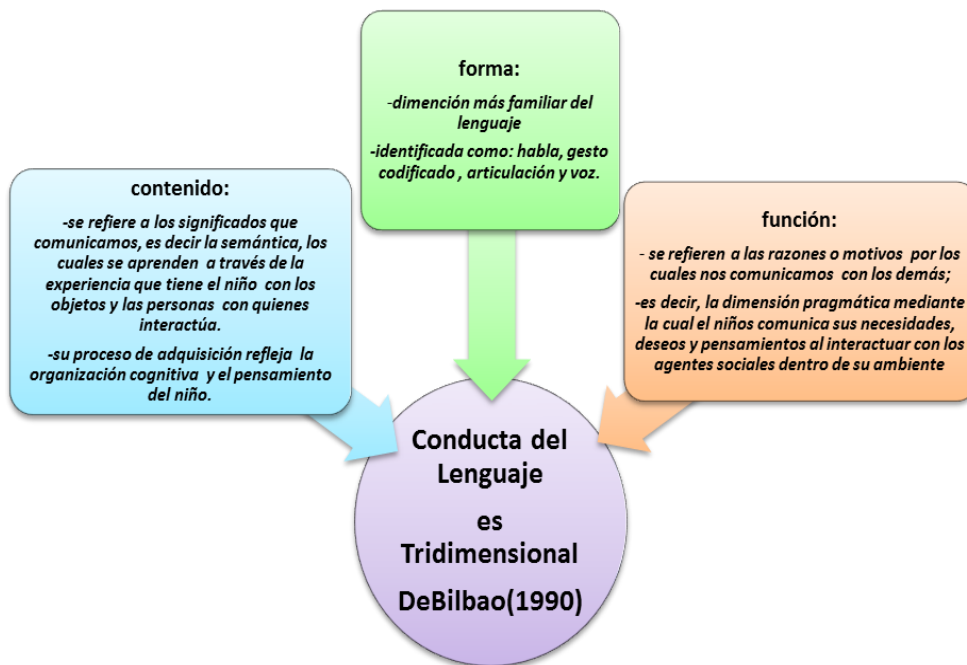 forma:
-dimención más familiar del
lenguaje
-identificada como: habla, gesto
codificado , articulación y voz.
contenido:
-se refiere a los significados que
comunicamos, es decir la semántica, los
cuales se aprenden a través de la
experiencia que tiene el niño con los
objetos y las personas con quienes
interactúa.
-su proceso de adquisición refleja la
organización cognitiva y el pensamiento
del niño.
función:
- se refieren a las razones o motivos por los
cuales nos comunicamos con los demás;
-es decir, la dimensión pragmática mediante
la cual el niños comunica sus necesidades,
deseos y pensamientos al interactuar con los
agentes sociales dentro de su ambiente
Conducta del
Lenguaje
es
Tridimensional
DeBilbao(1990)